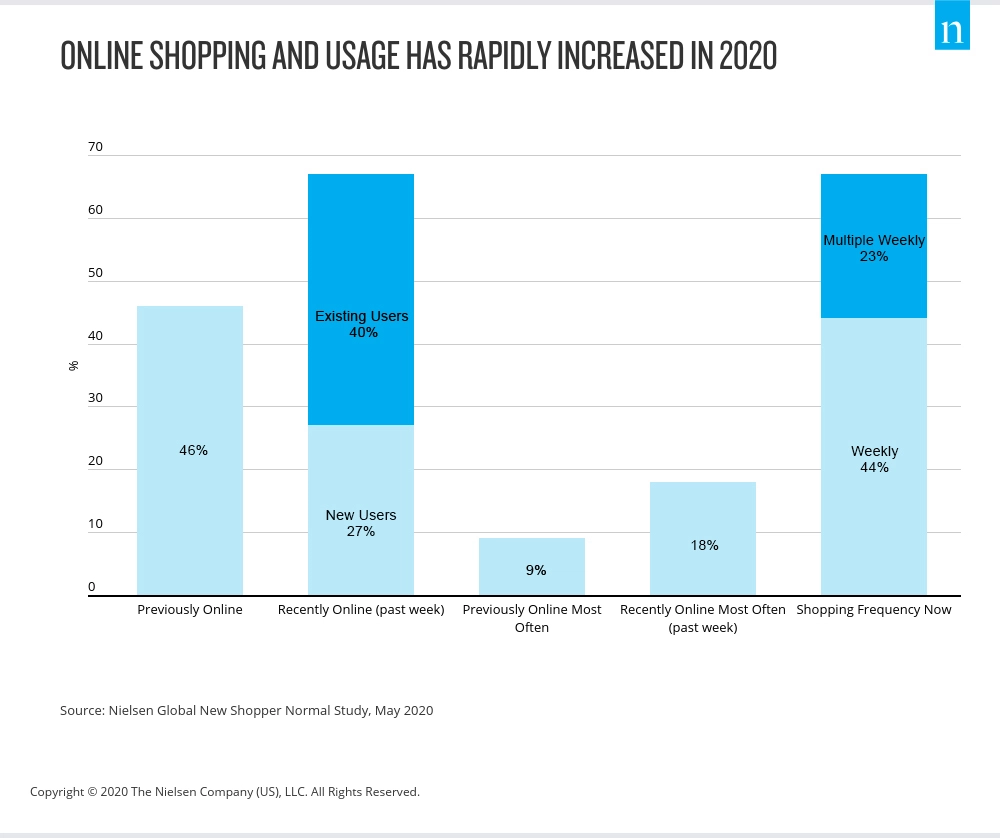 n
ONLINE SHOPPING AND USAGE HAS RAPIDLY INCREASED IN 2020
70
60
50
40
30
20
10
0
%
46%
Existing Users
40%
New Users
27%
9%
18%
Multiple Weekly
23%
Weekly
44%
Previously Online
Recently Online (past week)
Previously Online Most
Often
Recently Online Most Often
(past week)
Shopping Frequency Now
Source: Nielsen Global New Shopper Normal Study, May 2020
Copyright © 2020 The Nielsen Company (US), LLC. All Rights Reserved.